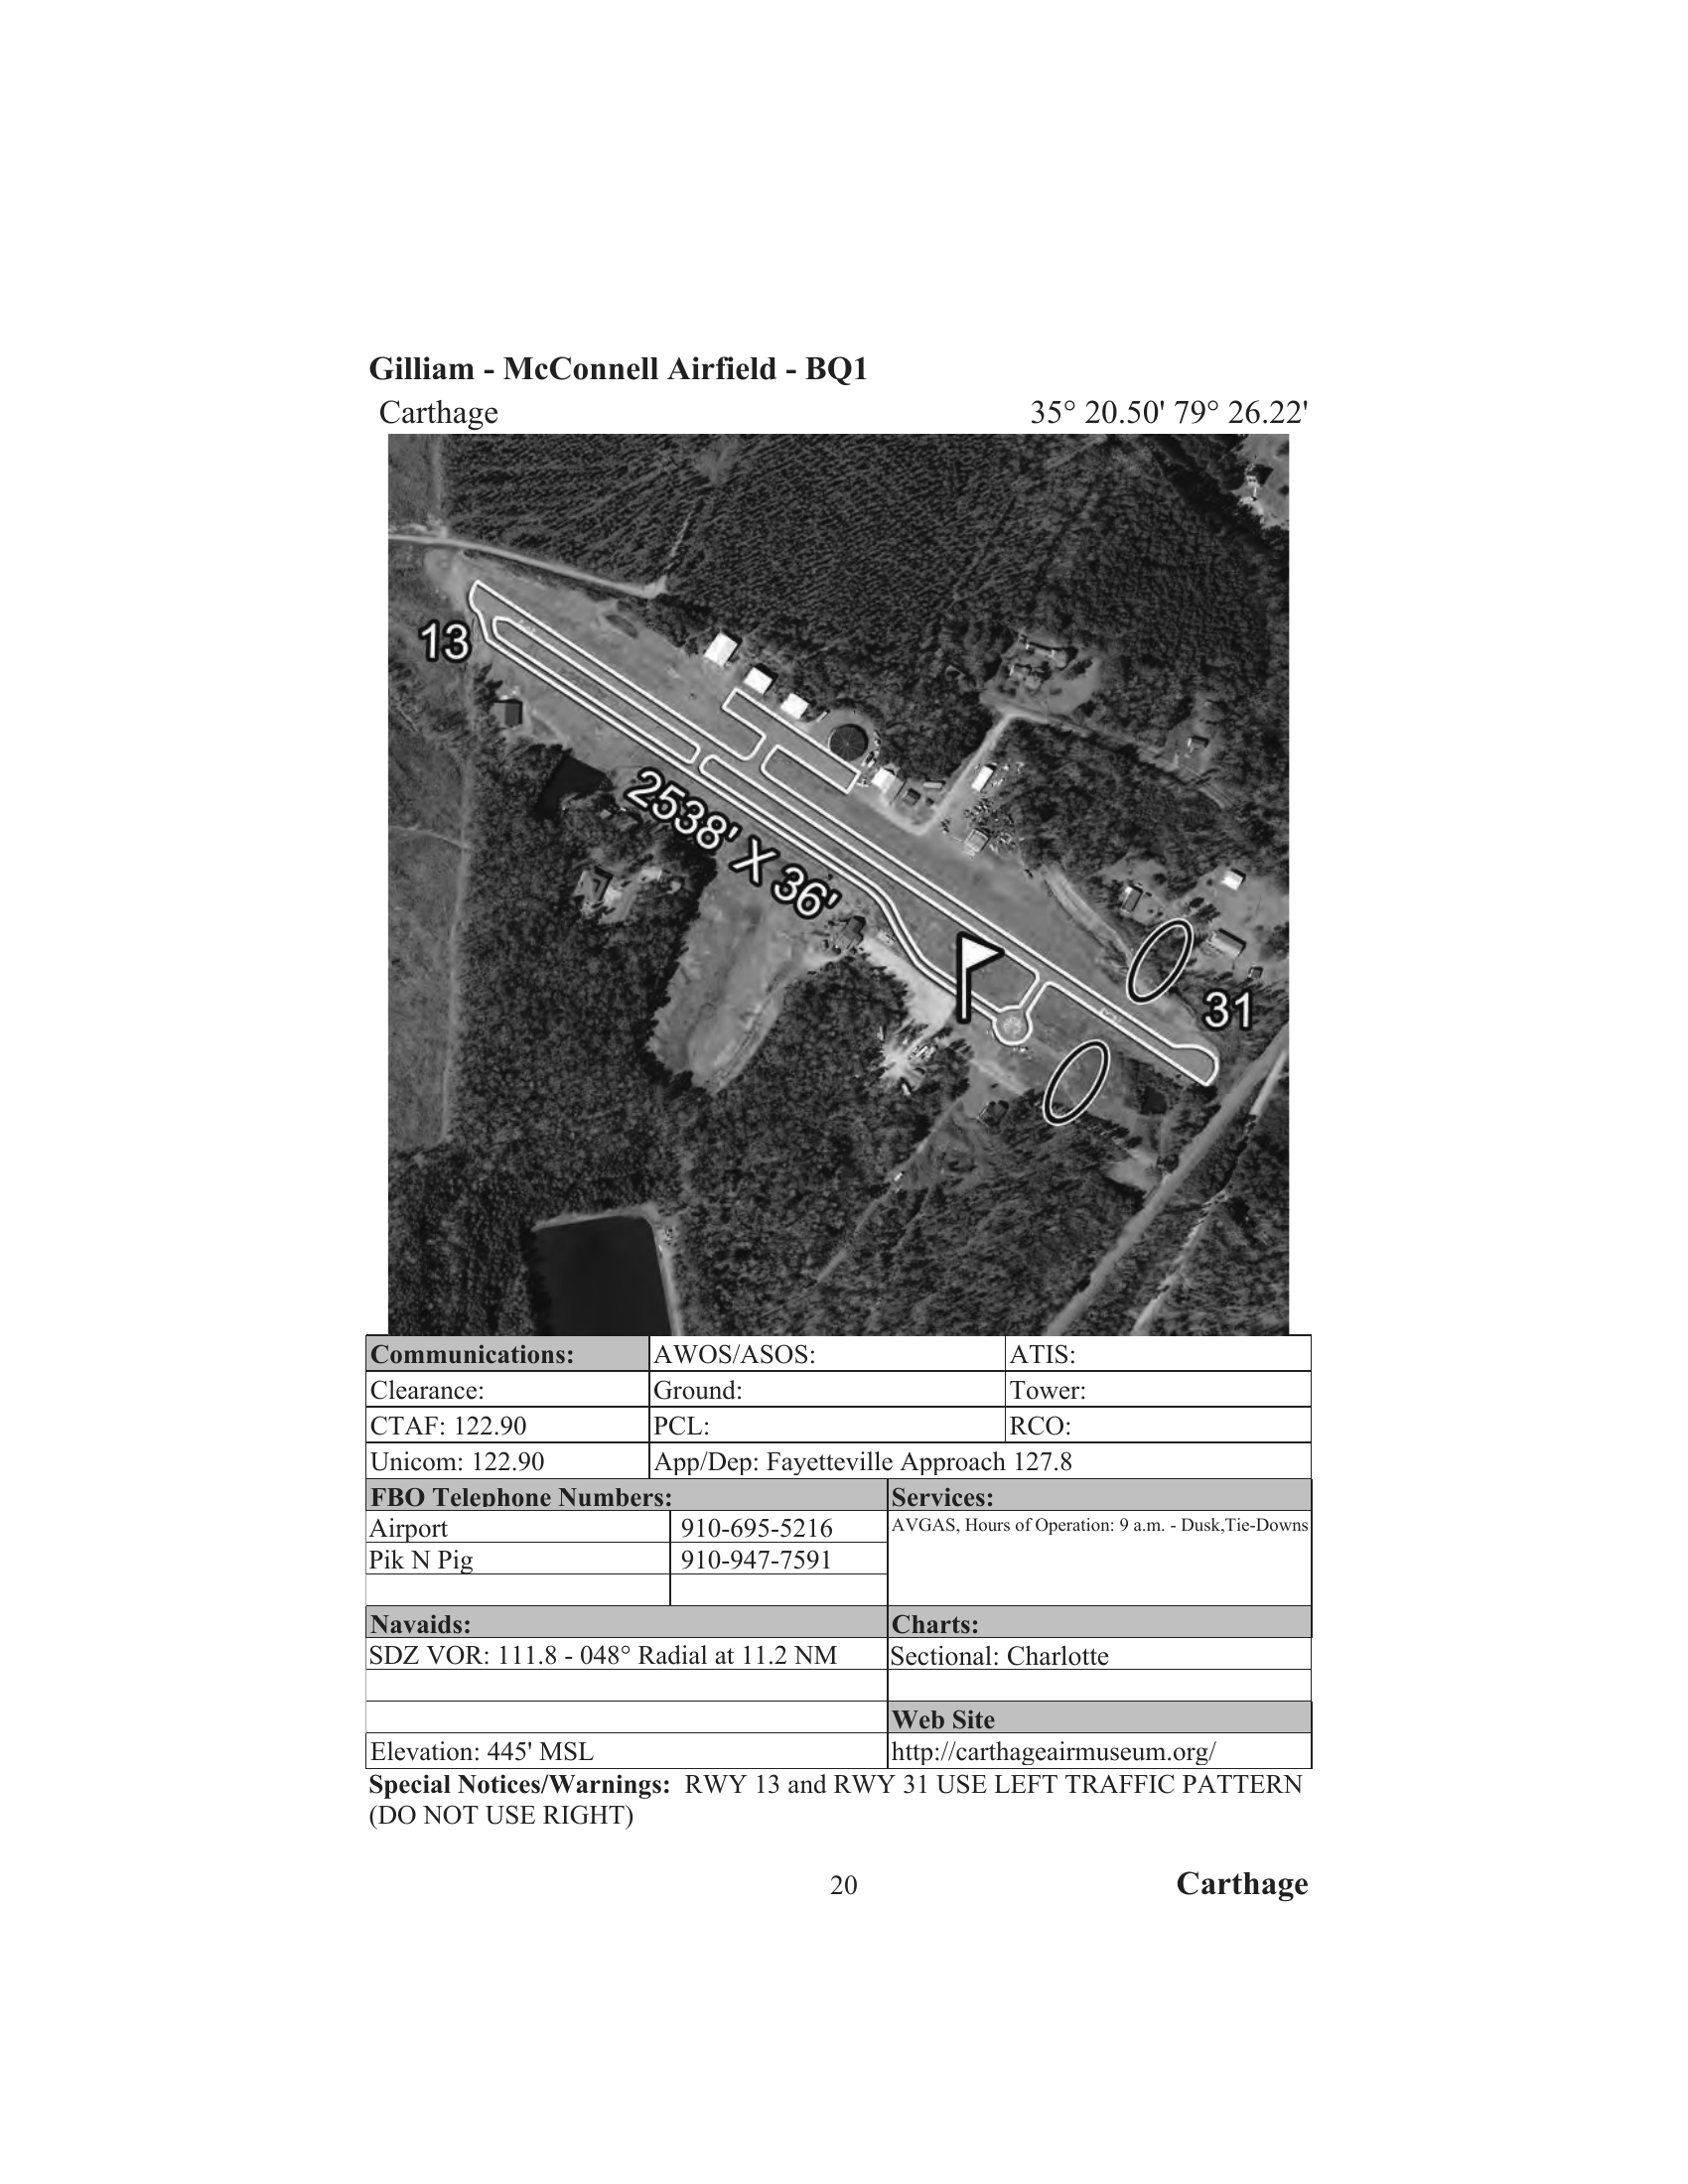 Gilliam - McConnell Airfield - BQ1
Carthage 35° 20.50' 79° 26.22'
13
2538' X 36'
31
Communications: AWOS/ASOS: ATIS:
Clearance: Ground: Tower:
CTAF: 122.90 PCL: RCO:
Unicom: 122.90 App/Dep: Fayetteville Approach 127.8
FBO Telephone Numbers: Services:
Airport 910-695-5216 AVGAS, Hours of Operation: 9 a.m. - Dusk,Tie-Downs
Pik N Pig 910-947-7591
Navaids: Charts:
SDZ VOR: 111.8 - 048° Radial at 11.2 NM Sectional: Charlotte
Web Site
Elevation: 445' MSL http://carthageairmuseum.org/
Special Notices/Warnings: RWY 13 and RWY 31 USE LEFT TRAFFIC PATTERN
(DO NOT USE RIGHT)
20 Carthage